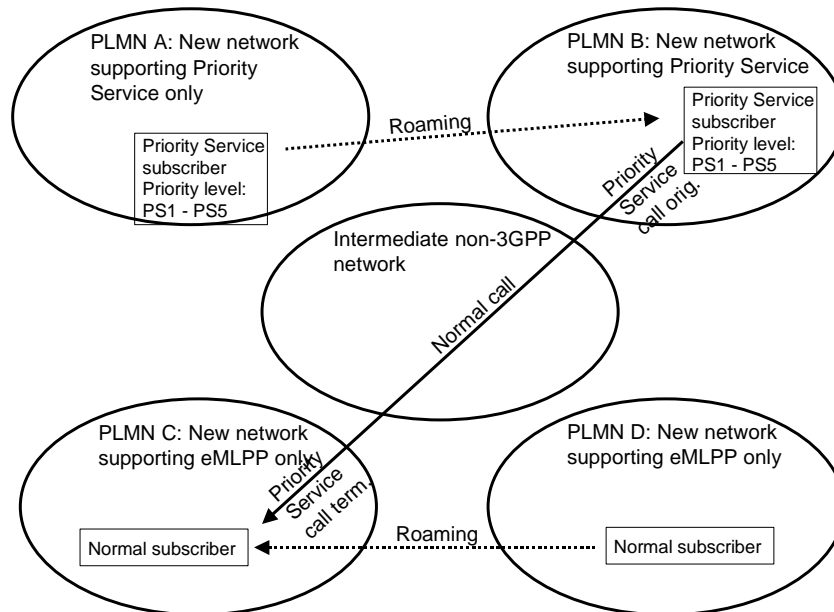 PLMN A: New network
supporting Priority
Service only
PLMN B: New network
supporting Priority Service
Priority Service
subscriber
Priority level:
PS1 - PS5
Roaming
Priority Service
subscriber
Priority level:
PS1 - PS5
Priority
Service
call orig.
Intermediate non-3GPP
network
Normal call
PLMN C: New network
supporting eMLPP only
PLMN D: New network
supporting eMLPP only
Priority
Service
call term.
Normal subscriber
Roaming
Normal subscriber